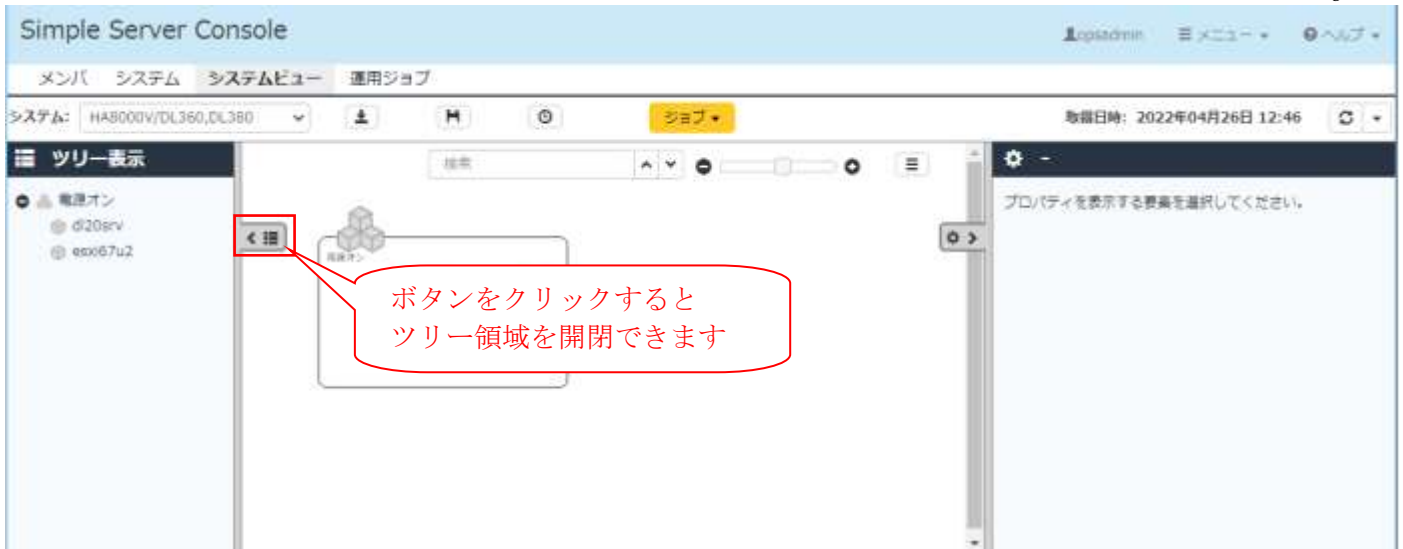 Simple Server Console
opsadmin メニュー ヘルプ
メンバ システム システムビュー 運用ジョブ
システム: HA8000V/DL360,DL380 ジョブ 取得日時: 2022年04月26日 12:46
ツリー表示 検索 -
電源オン プロパティを表示する要素を選択してください。
dl20srv
esxi67u2
電源オン
ボタンをクリックすると
ツリー領域を開閉できます